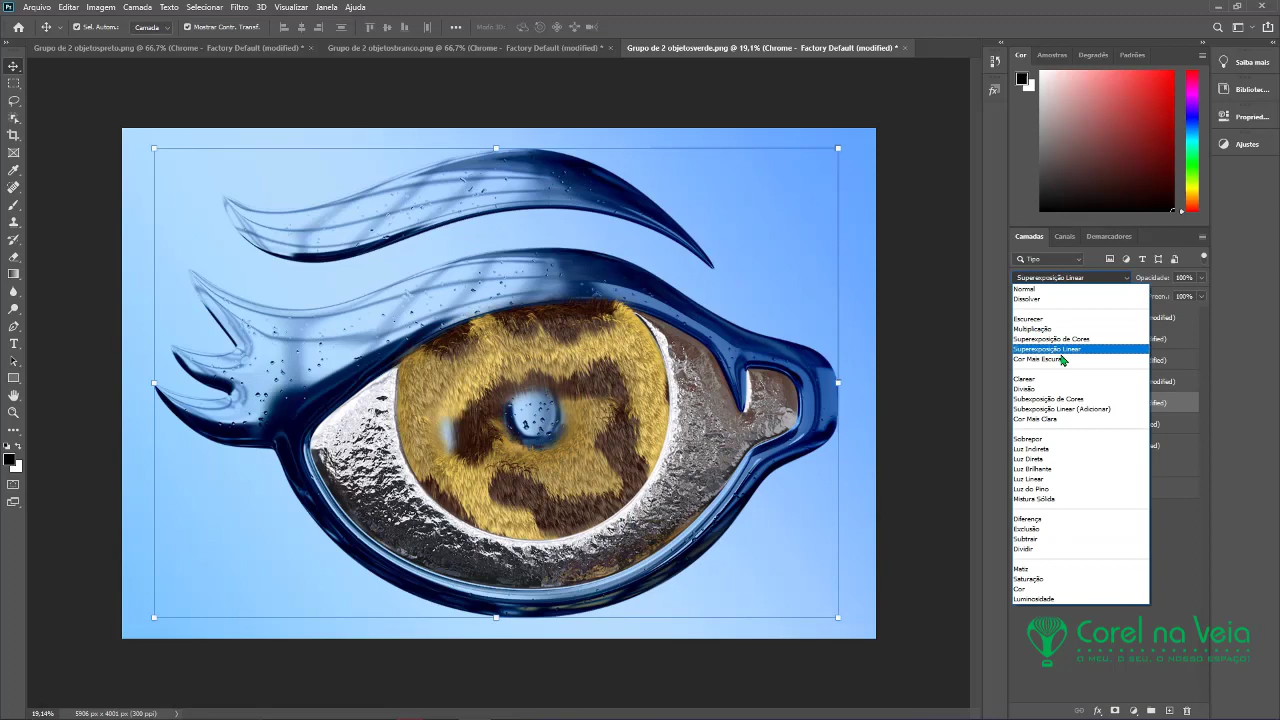 Arquivo Editar Imagem Camada Texto Selecionar Filtro 3D Visualizar Janela Ajuda
Sel. Autom.: Camada Mostrar Contr. Transf. Modo 3D:
Grupo de 2 objetospreto.png @ 66,7% (Chrome - Factory Default (modified) * Grupo de 2 objetosbranco.png @ 66,7% (Chrome - Factory Default (modified) * Grupo de 2 objetosverde.png @ 19,1% (Chrome - Factory Default (modified) *
Cor Amostras Degradês Padrões
Saiba mais
Bibliotec...
Propried...
Ajustes
Camadas Canais Demarcadores
Tipo
Superexposição Linear Opacidade: 100%
Normal
100%
Dissolver
Escurecer
Multiplicação
Superexposição de Cores
Superexposição Linear
Cor Mais Escura
Clarear
Divisão
Subexposição de Cores
Subexposição Linear (Adicionar)
Cor Mais Clara
Sobrepor
Luz Indireta
Luz Direta
Luz Brilhante
Luz Linear
Luz do Pino
Mistura Sólida
Diferença
Exclusão
Subtrair
Dividir
Matiz
Saturação
Cor
Luminosidade
Corel na Veia
O MEU, O SEU, O NOSSO ESPAÇO!
19,14% 5906 px x 4001 px (300 ppi)